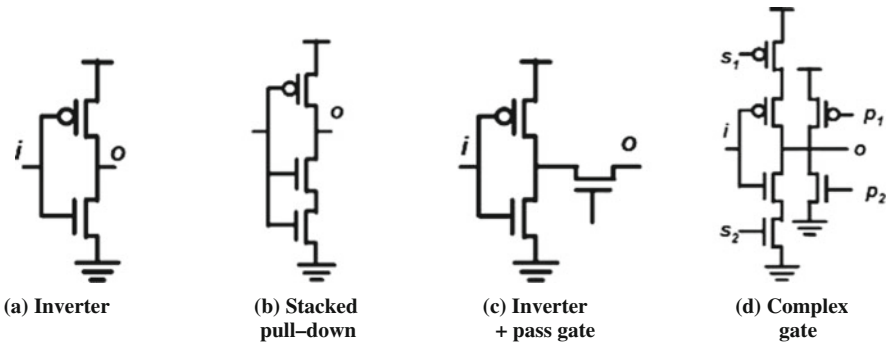 i
o
o
i
o
s1
i
p1
o
p2
s2
(a) Inverter
(b) Stacked
pull–down
(c) Inverter
+ pass gate
(d) Complex
gate